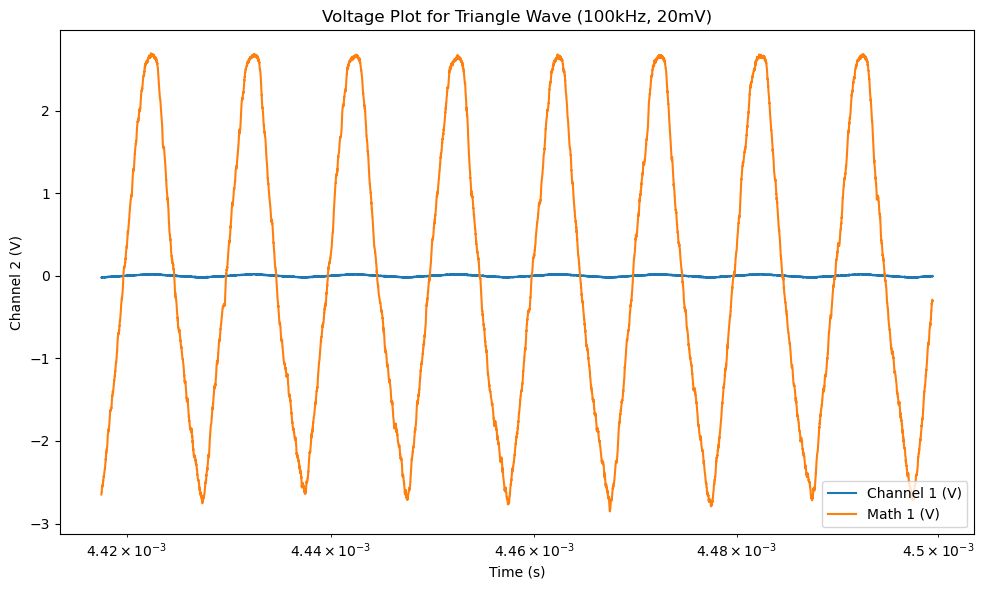 Voltage Plot for Triangle Wave (100kHz, 20mV)
Channel 2 (V)
2
1
0
−1
−2
−3
4.42 × 10⁻³
4.44 × 10⁻³
4.46 × 10⁻³
4.48 × 10⁻³
4.5 × 10⁻³
Time (s)
Channel 1 (V)
Math 1 (V)